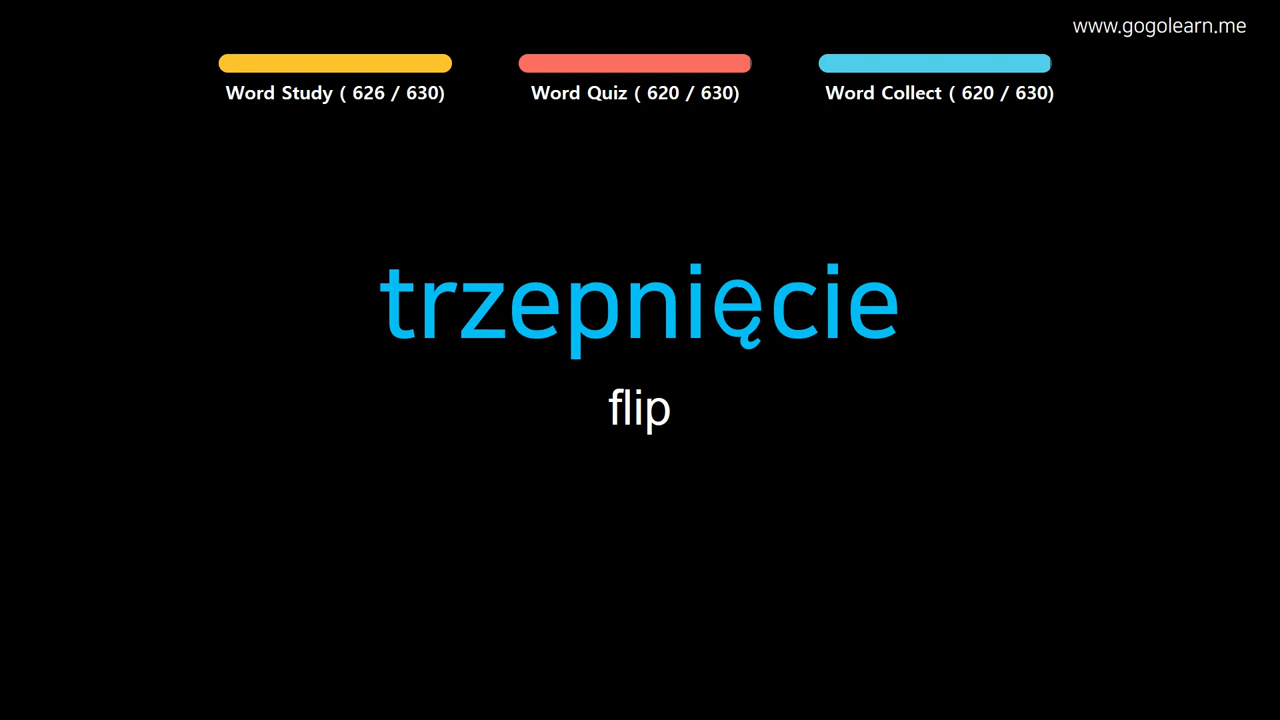 www.gogolearn.me
Word Study ( 626 / 630)
Word Quiz ( 620 / 630)
Word Collect ( 620 / 630)
trzepnięcie
flip